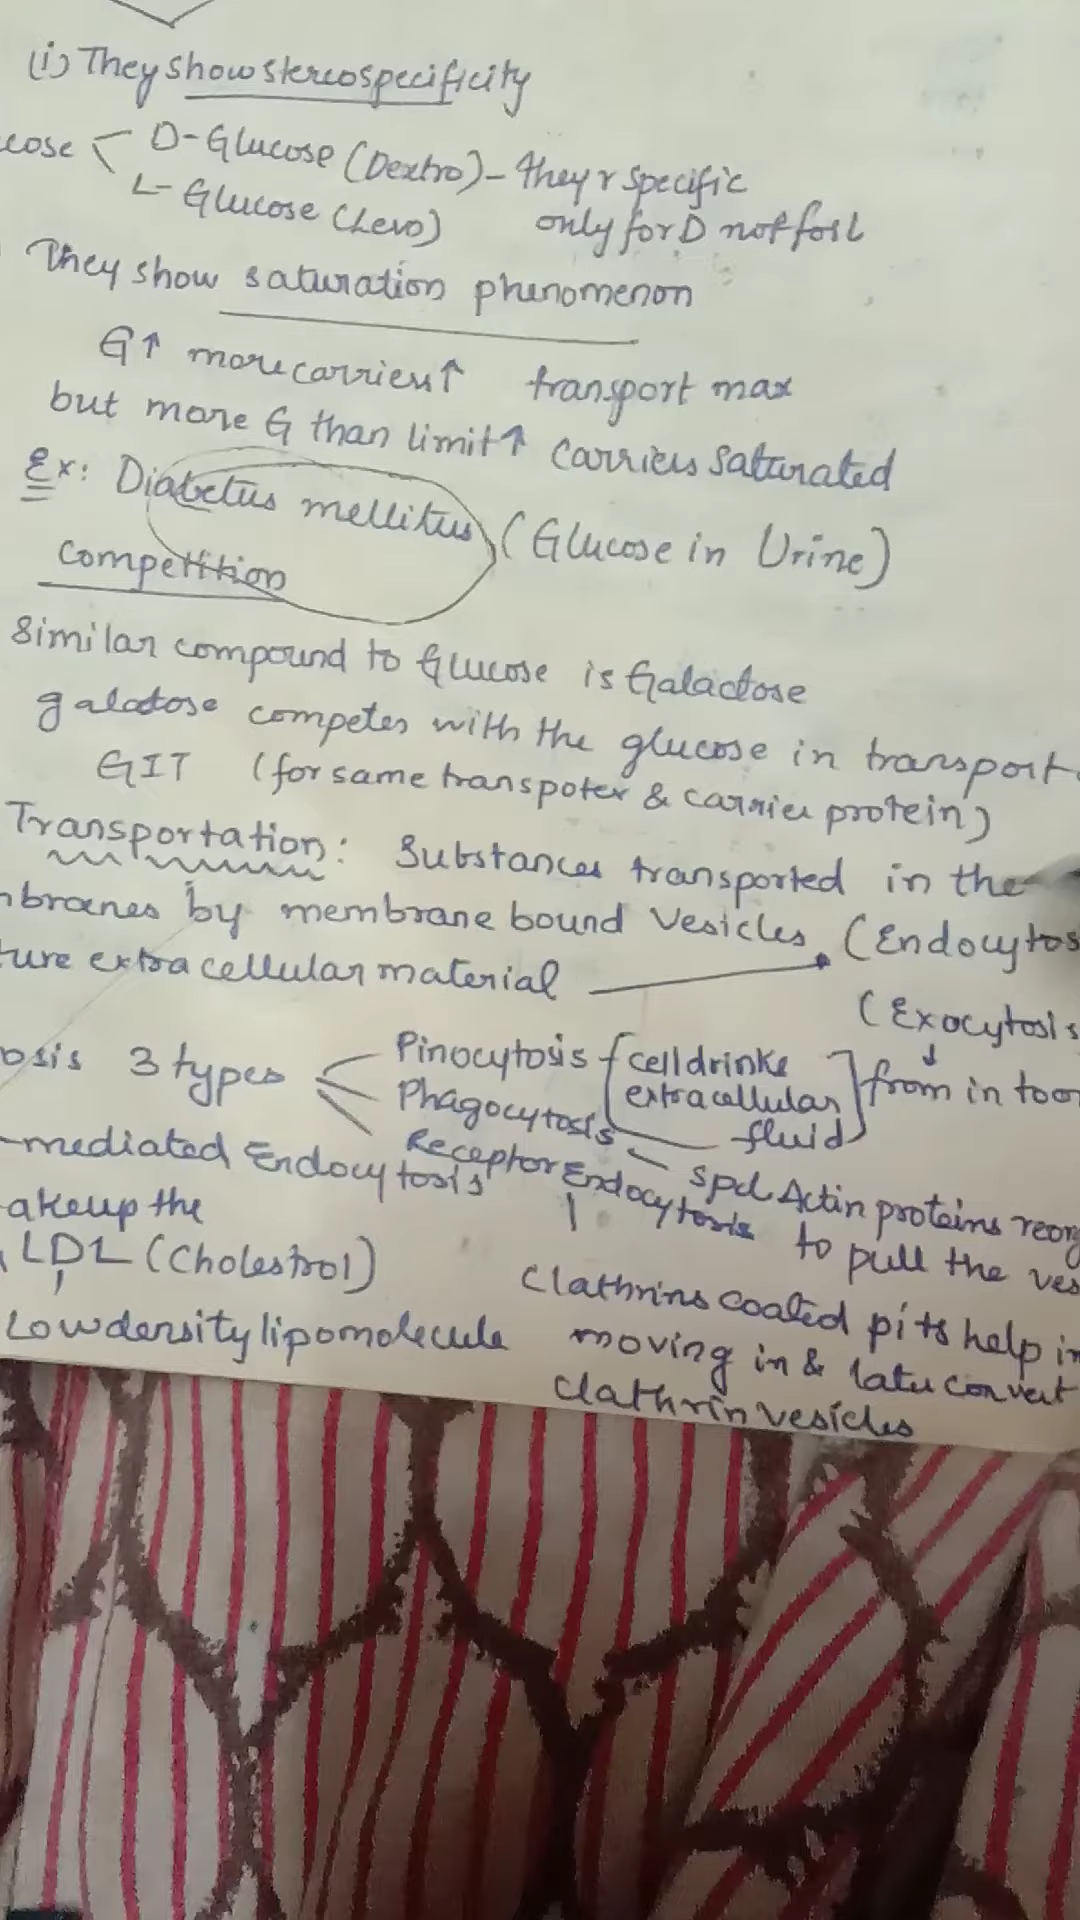 (i) They show stereospecificity
cose D-Glucose (Dextro) - they r specific
L-Glucose (Levo) only for D not for L
They show saturation phenomenon
G↑ more carriers↑ transport max
but more G than limit↑ carriers saturated
Ex: Diabetus mellitus (Glucose in Urine)
competition
Similar compound to Glucose is Galactose
galactose competes with the glucose in transport
GIT (for same transpoter & carrier protein)
Transportation: Substances transported in the
branes by membrane bound vesicles (Endocytos
ture extracellular material
(Exocytosis
↓
from in to
osis 3 types Pinocytosis [cell drinks
extracellular
fluid]
Phagocytosis
spd Actin proteins reorg
to pull the ves
Receptor Endocytosis
-mediated Endocytosis
akeup the
LDL (Cholestrol)
Low density lipomolecule
Clathrins coated pits help in
moving in & later convert
clathrin vesicles